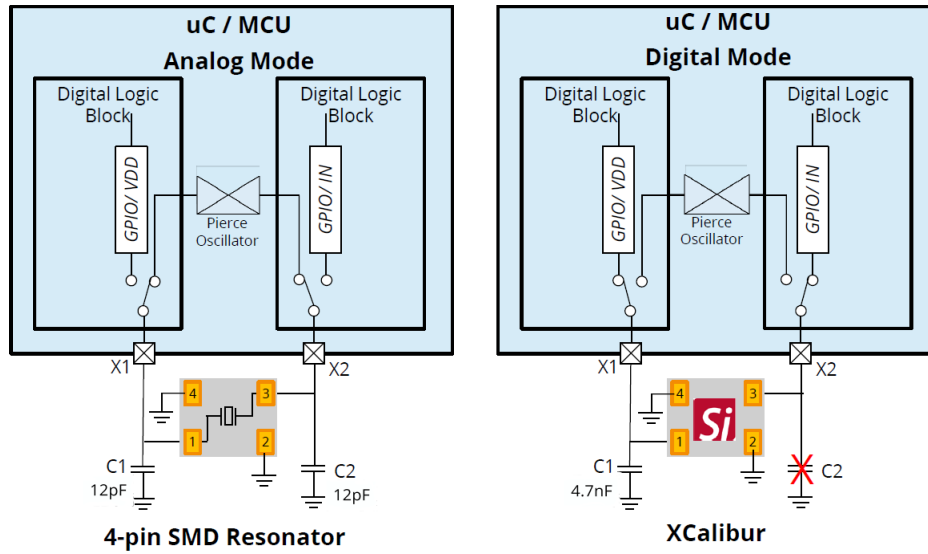 uC / MCU
Analog Mode
Digital Logic
Block
Digital Logic
Block
GPIO/ VDD
GPIO/ IN
Pierce
Oscillator
X1
X2
4
3
1
2
C1
12pF
C2
12pF
4-pin SMD Resonator
uC / MCU
Digital Mode
Digital Logic
Block
Digital Logic
Block
GPIO/ VDD
GPIO/ IN
Pierce
Oscillator
X1
X2
4
3
Si
1
2
C1
4.7nF
C2
XCalibur